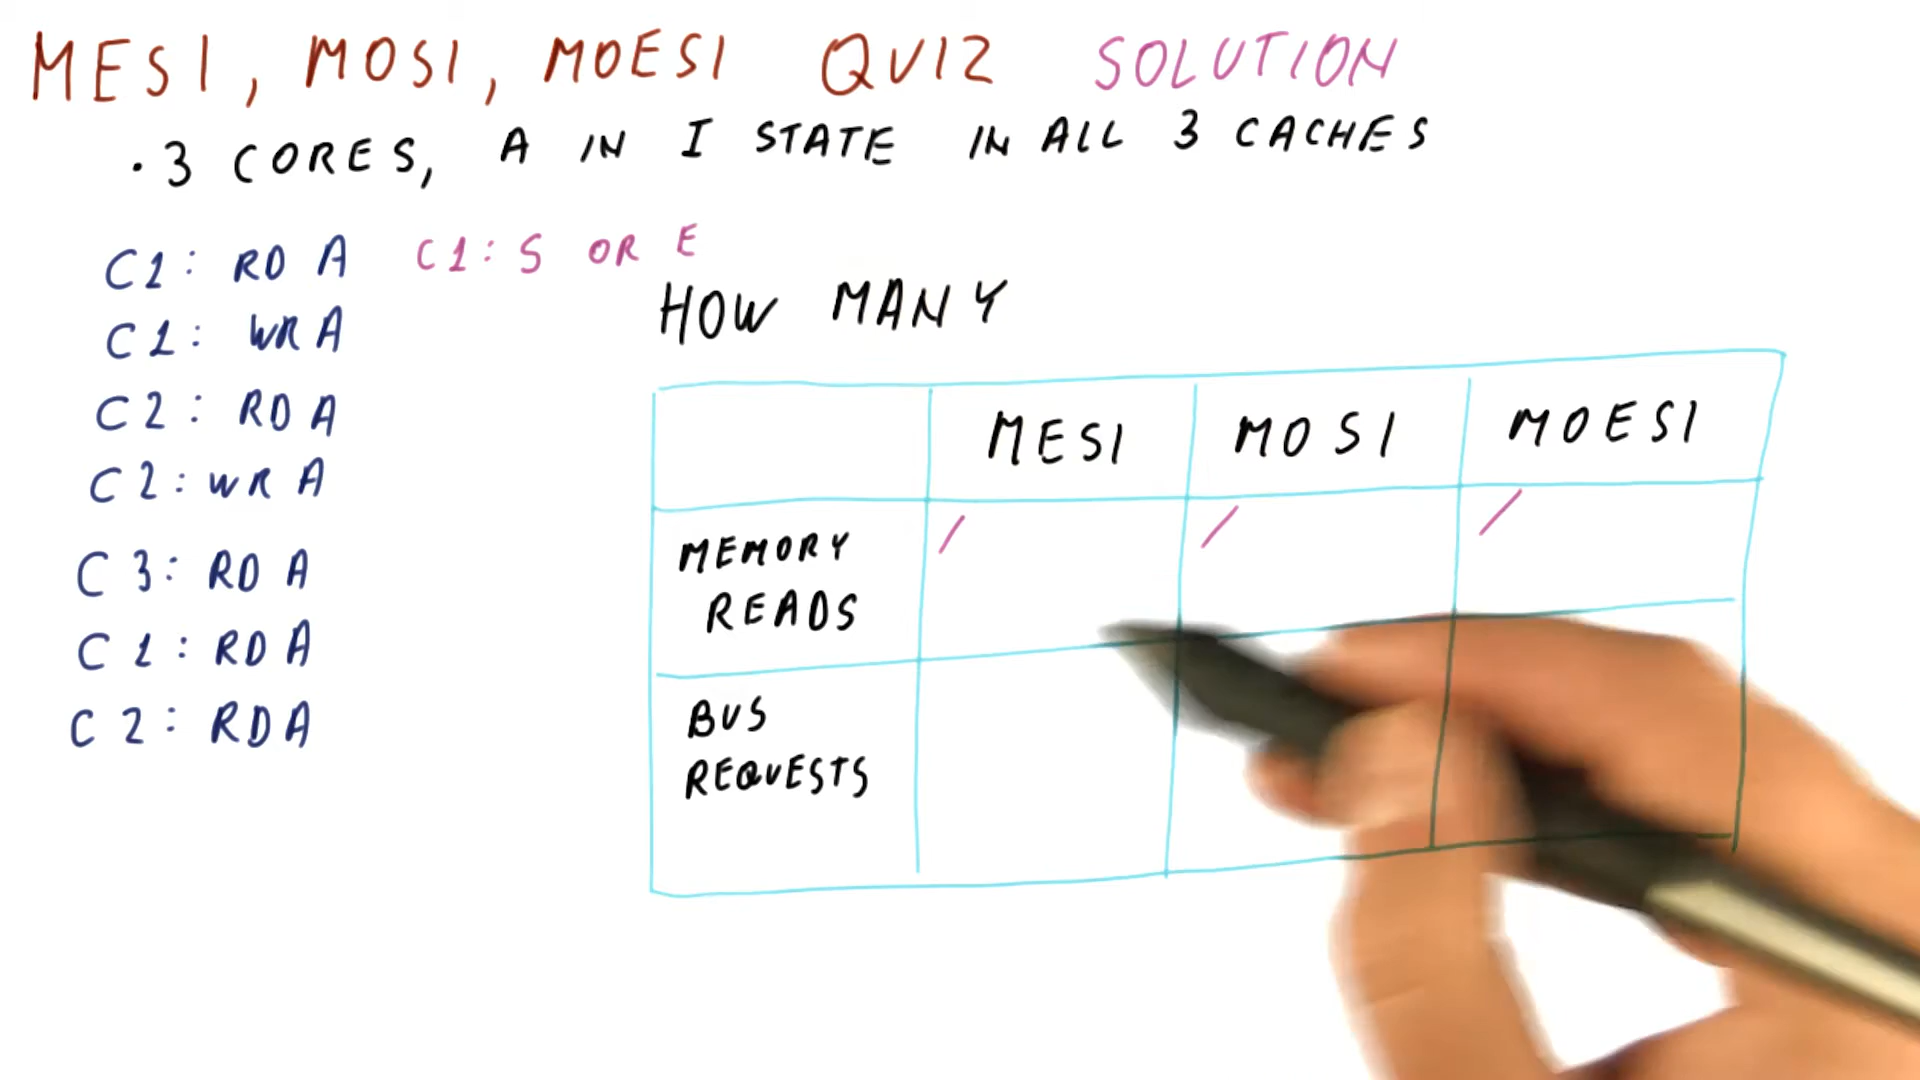 MESI, MOSI, MOESI QUIZ SOLUTION
· 3 CORES, A IN I STATE IN ALL 3 CACHES
C1: RD A C1: S OR E
C1: WR A
C2: RD A
C2: WR A
C3: RD A
C1: RD A
C2: RD A
HOW MANY
MESI MOSI MOESI
MEMORY / / /
READS
BUS
REQUESTS